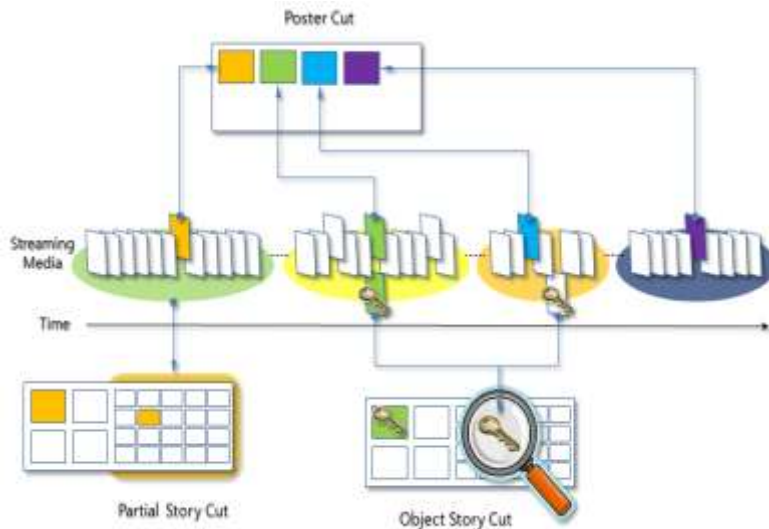 Poster Cut
Streaming
Media
Time
Partial Story Cut
Object Story Cut